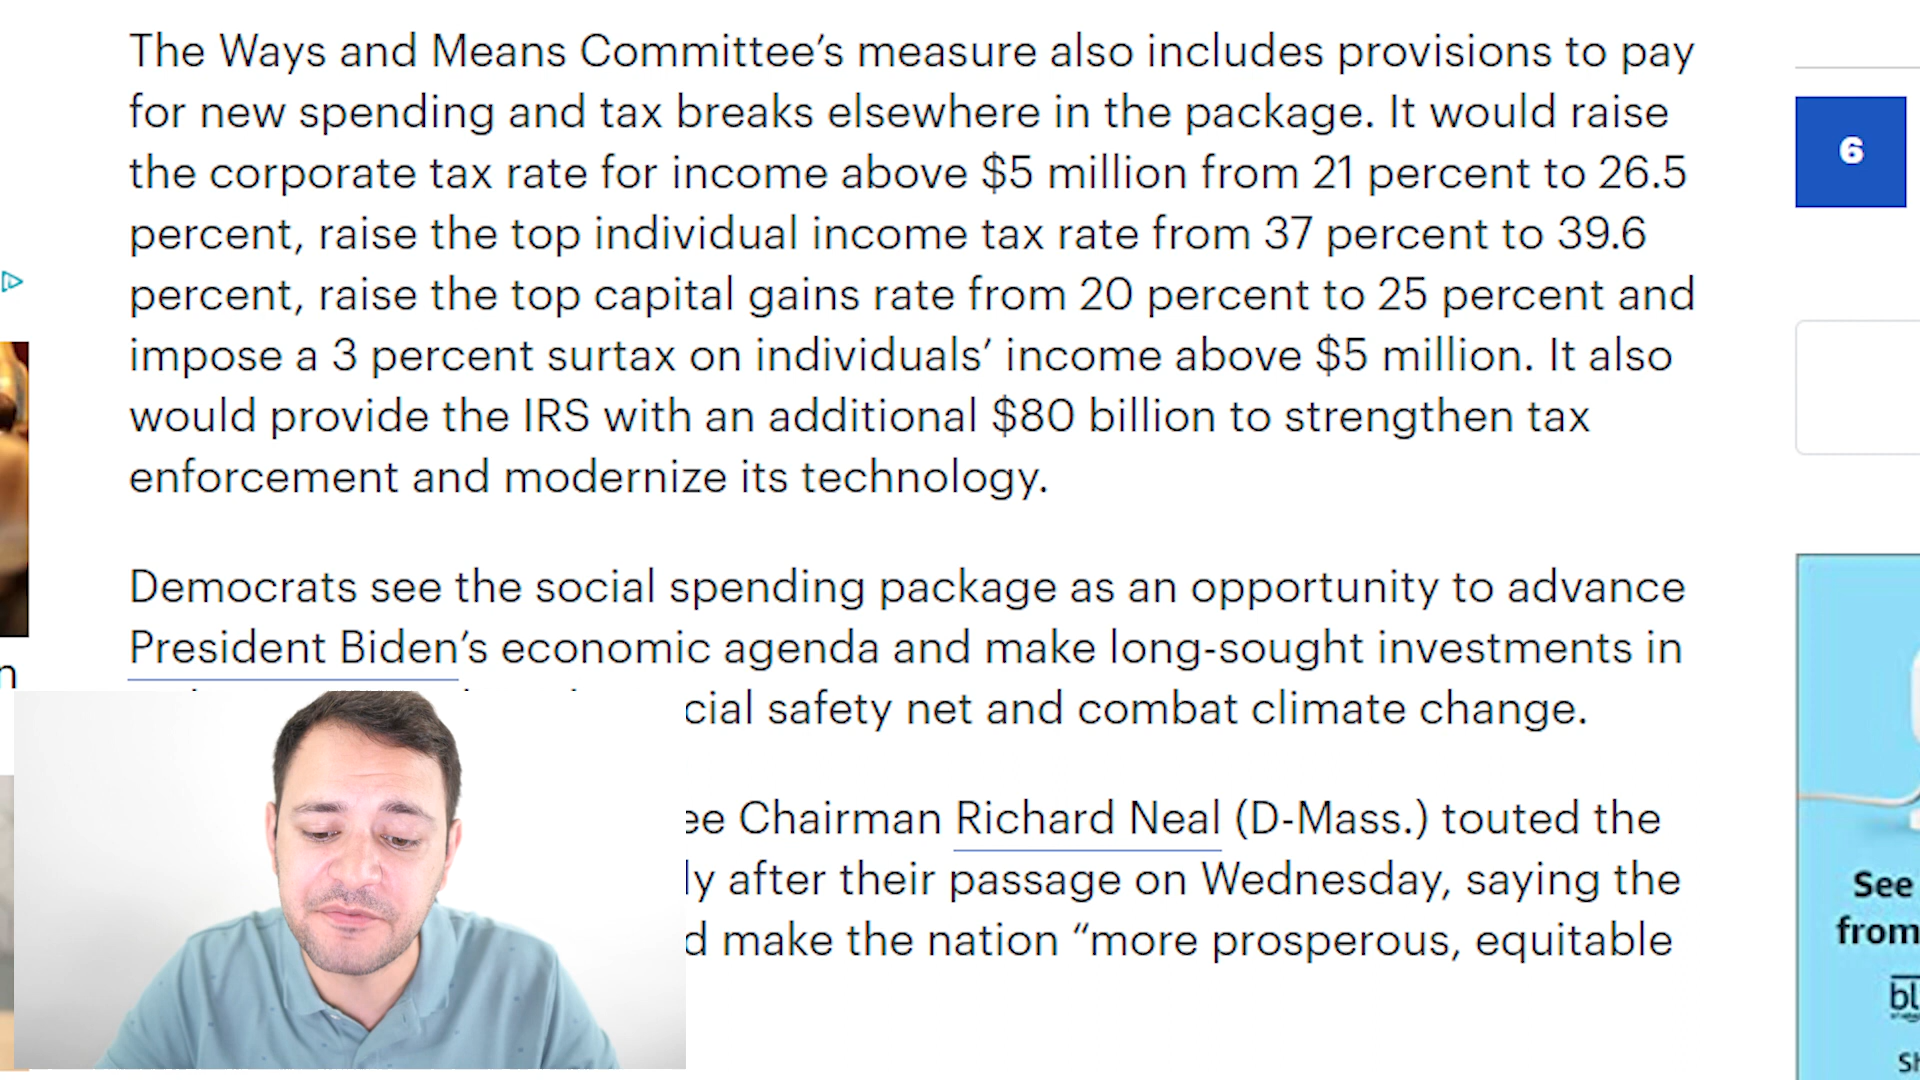 The Ways and Means Committee’s measure also includes provisions to pay
for new spending and tax breaks elsewhere in the package. It would raise
the corporate tax rate for income above $5 million from 21 percent to 26.5
percent, raise the top individual income tax rate from 37 percent to 39.6
percent, raise the top capital gains rate from 20 percent to 25 percent and
impose a 3 percent surtax on individuals’ income above $5 million. It also
would provide the IRS with an additional $80 billion to strengthen tax
enforcement and modernize its technology.
Democrats see the social spending package as an opportunity to advance
President Biden’s economic agenda and make long-sought investments in
cial safety net and combat climate change.
ee Chairman Richard Neal (D-Mass.) touted the
ly after their passage on Wednesday, saying the
d make the nation “more prosperous, equitable
6
n
See
from
bl
Sh